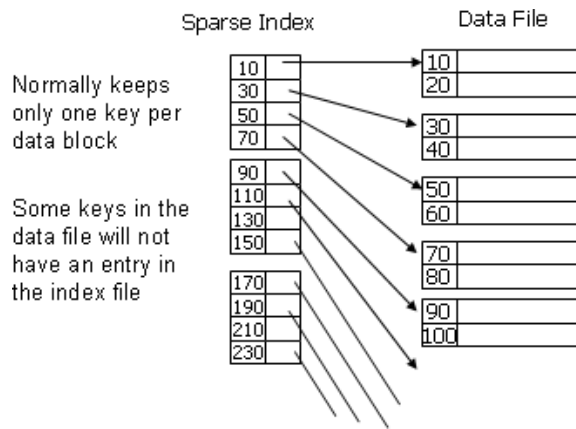 Sparse Index
Data File
Normally keeps
only one key per
data block
Some keys in the
data file will not
have an entry in
the index file
10
30
50
70
90
110
130
150
170
190
210
230
10
20
30
40
50
60
70
80
90
100